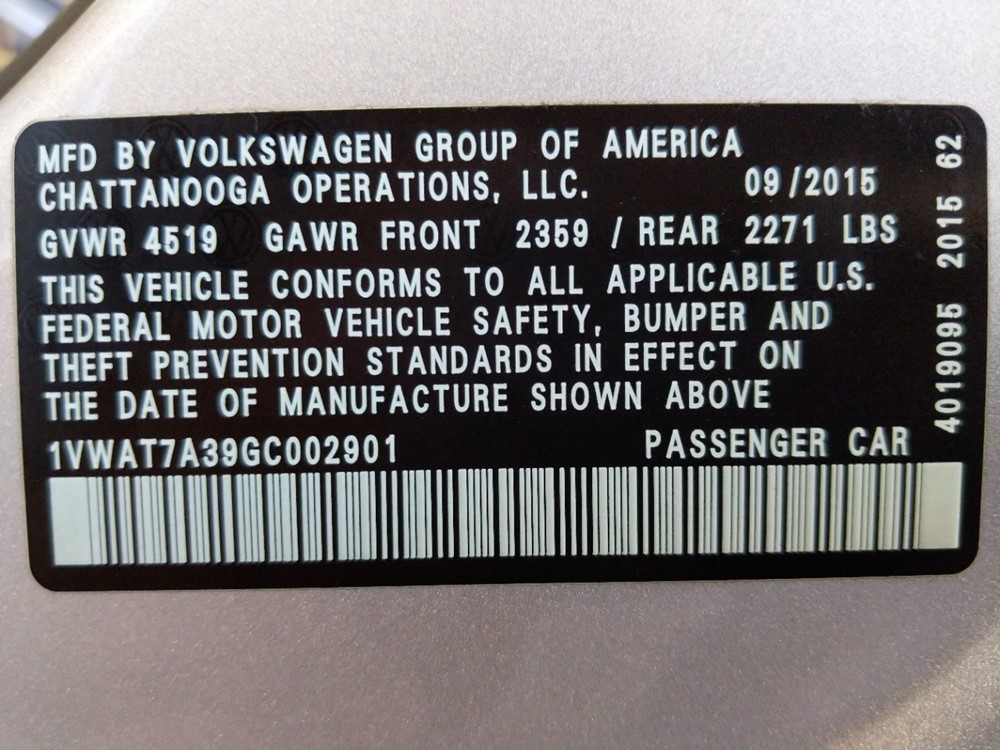 MFD BY VOLKSWAGEN GROUP OF AMERICA
CHATTANOOGA OPERATIONS, LLC. 09/2015
GVWR 4519 GAWR FRONT 2359 / REAR 2271 LBS
THIS VEHICLE CONFORMS TO ALL APPLICABLE U.S.
FEDERAL MOTOR VEHICLE SAFETY, BUMPER AND
THEFT PREVENTION STANDARDS IN EFFECT ON
THE DATE OF MANUFACTURE SHOWN ABOVE
1VWAT7A39GC002901 PASSENGER CAR
4019095 2015 62